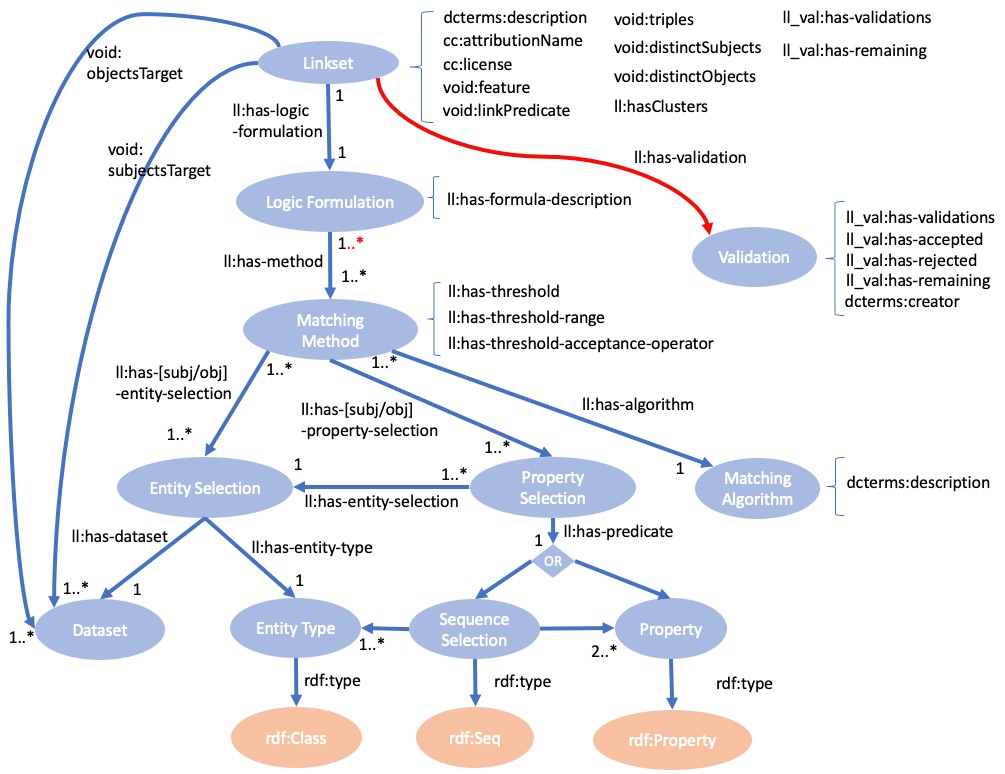 void:
objectsTarget
Linkset
dcterms:description
cc:attributionName
cc:license
void:feature
void:linkPredicate
void:triples
void:distinctSubjects
void:distinctObjects
ll:hasClusters
ll_val:has-validations
ll_val:has-remaining
1
ll:has-logic
-formulation
1
void:
subjectsTarget
ll:has-validation
Logic Formulation
ll:has-formula-description
1..*
ll:has-method
1..*
Validation
ll_val:has-validations
ll_val:has-accepted
ll_val:has-rejected
ll_val:has-remaining
dcterms:creator
Matching
Method
ll:has-threshold
ll:has-threshold-range
ll:has-threshold-acceptance-operator
1..*
1..*
ll:has-[subj/obj]
-entity-selection
ll:has-[subj/obj]
-property-selection
ll:has-algorithm
1..*
1..*
1
Entity Selection
1
1..*
ll:has-entity-selection
Property
Selection
Matching
Algorithm
dcterms:description
ll:has-dataset
ll:has-entity-type
ll:has-predicate
1
OR
1..*
1
1
1..*
Dataset
Entity Type
1..*
Sequence
Selection
2..*
Property
rdf:type
rdf:type
rdf:type
rdf:Class
rdf:Seq
rdf:Property